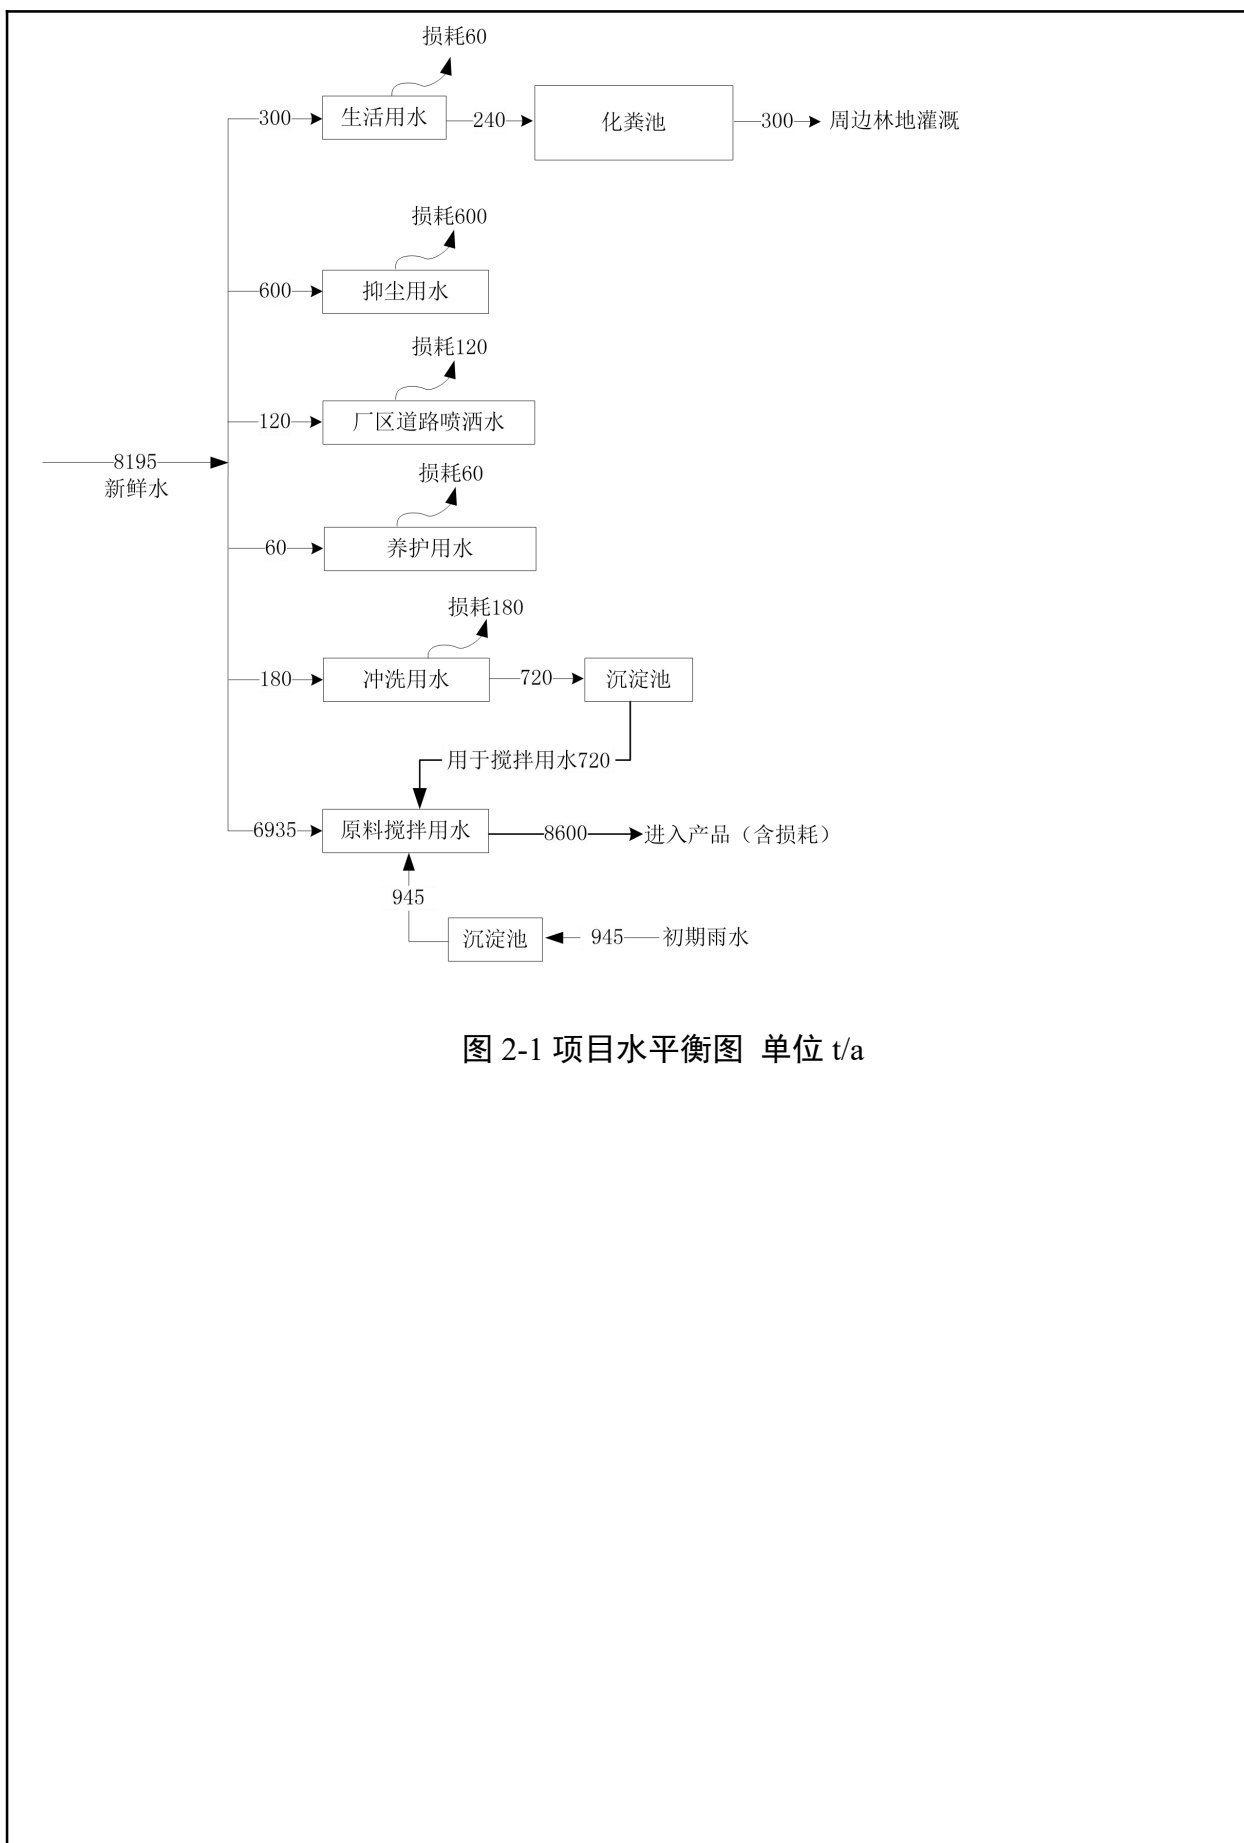 损耗60
300
生活用水
240
化粪池
300
周边林地灌溉
损耗600
600
抑尘用水
损耗120
120
厂区道路喷洒水
8195
新鲜水
损耗60
60
养护用水
损耗180
180
冲洗用水
720
沉淀池
用于搅拌用水720
6935
原料搅拌用水
8600
进入产品（含损耗）
945
沉淀池
945
初期雨水
图 2-1 项目水平衡图 单位 t/a